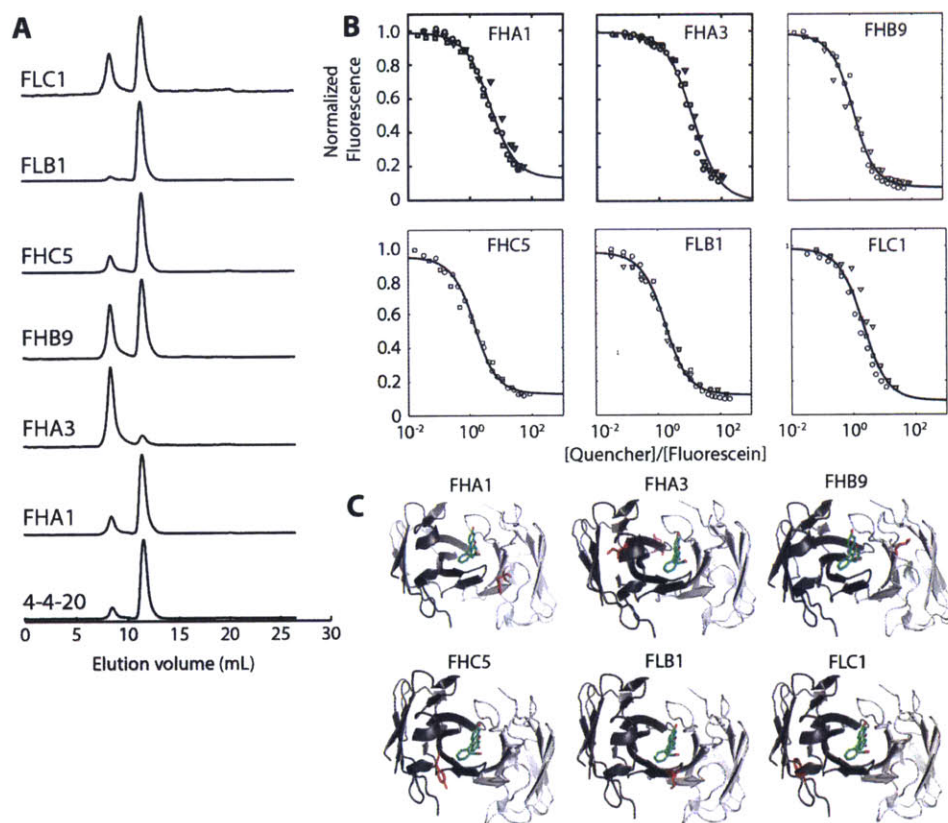 A
FLC1
FLB1
FHC5
FHB9
FHA3
FHA1
4-4-20
0 5 10 15 20 25 30
Elution volume (mL)
B
FHA1 FHA3 FHB9
Normalized
Fluorescence
1.0
0.8
0.6
0.4
0.2
0
FHC5 FLB1 FLC1
1.0
0.8
0.6
0.4
0.2
0
10-2 100 102 10-2 100 102 10-2 100 102
[Quencher]/[Fluorescein]
C
FHA1 FHA3 FHB9
FHC5 FLB1 FLC1